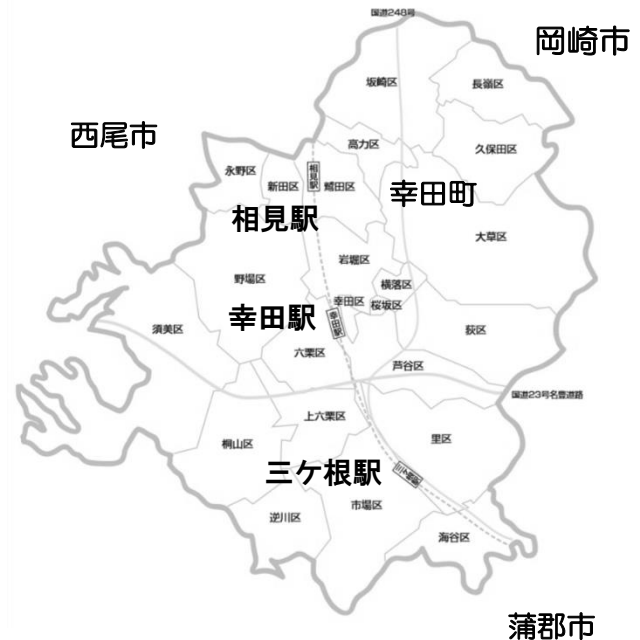 国道248号
岡崎市
坂崎区
長嶺区
西尾市
高力区
久保田区
永野区
相見駅
新田区
鷲田区
幸田町
相見駅
大草区
岩堀区
野場区
横落区
幸田区
桜坂区
幸田駅
幸田駅
須美区
荻区
六栗区
芦谷区
国道23号名豊道路
上六栗区
桐山区
里区
三ケ根駅
三ケ根駅
市場区
逆川区
海谷区
蒲郡市